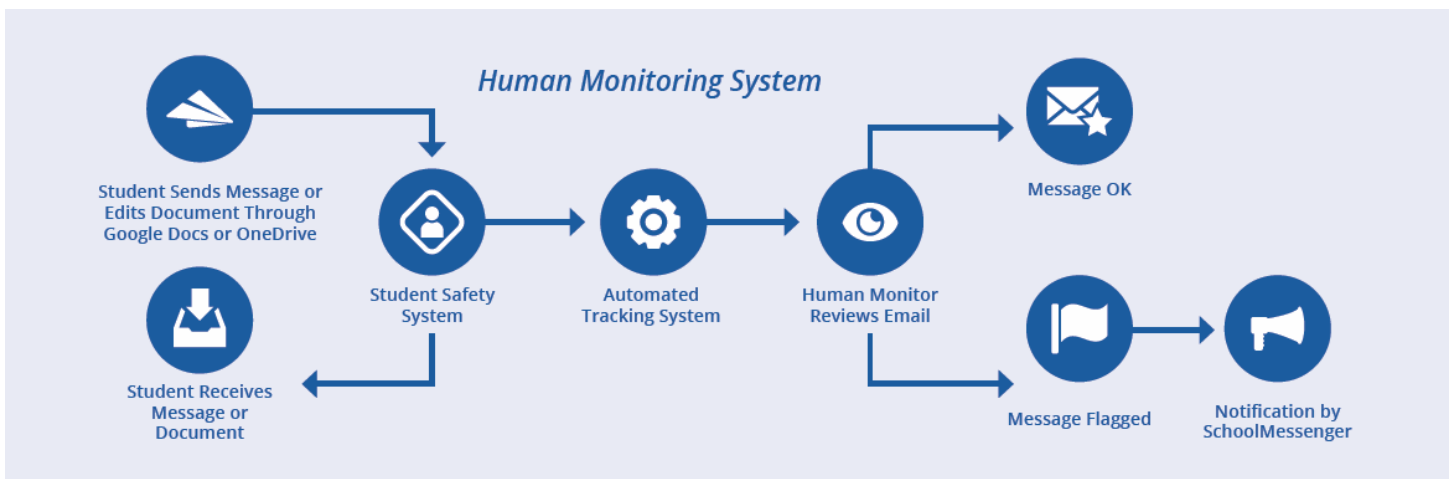 Human Monitoring System
Student Sends Message or
Edits Document Through
Google Docs or OneDrive
Student Receives
Message or
Document
Student Safety
System
Automated
Tracking System
Human Monitor
Reviews Email
Message OK
Message Flagged
Notification by
SchoolMessenger